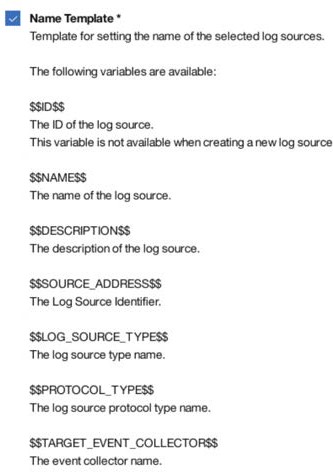 Name Template *
Template for setting the name of the selected log sources.
The following variables are available:
$$ID$$
The ID of the log source.
This variable is not available when creating a new log source
$$NAME$$
The name of the log source.
$$DESCRIPTION$$
The description of the log source.
$$SOURCE_ADDRESS$$
The Log Source Identifier.
$$LOG_SOURCE_TYPE$$
The log source type name.
$$PROTOCOL_TYPE$$
The log source protocol type name.
$$TARGET_EVENT_COLLECTOR$$
The event collector name.